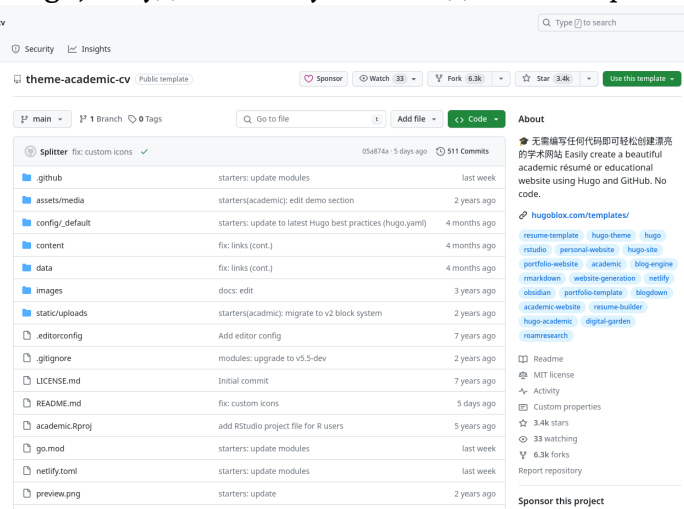 cv
Type / to search
Security Insights
theme-academic-cv Public template Sponsor Watch 33 Fork 6.3k Star 3.4k Use this template
main 1 Branch 0 Tags Go to file t Add file Code
Splitter fix: custom icons 05a874a · 5 days ago 511 Commits
.github starters: update modules last week
assets/media starters(academic): edit demo section 2 years ago
config/_default starters: update to latest Hugo best practices (hugo.yaml) 4 months ago
content fix: links (cont.) 4 months ago
data fix: links (cont.) 4 months ago
images docs: edit 3 years ago
static/uploads starters(acadmic): migrate to v2 block system 2 years ago
.editorconfig Add editor config 7 years ago
.gitignore modules: upgrade to v5.5-dev 2 years ago
LICENSE.md Initial commit 7 years ago
README.md fix: custom icons 5 days ago
academic.Rproj add RStudio project file for R users 5 years ago
go.mod starters: update modules last week
netlify.toml starters: update modules last week
preview.png starters: update 2 years ago
About
🎓 无需编写任何代码即可轻松创建漂亮
的学术网站 Easily create a beautiful
academic résumé or educational
website using Hugo and GitHub. No
code.
hugoblox.com/templates/
resume-template hugo-theme hugo
rstudio personal-website hugo-site
portfolio-website academic blog-engine
rmarkdown website-generation netlify
obsidian portfolio-template blogdown
academic-website resume-builder
hugo-academic digital-garden
roamresearch
Readme
MIT license
Activity
Custom properties
3.4k stars
33 watching
6.3k forks
Report repository
Sponsor this project